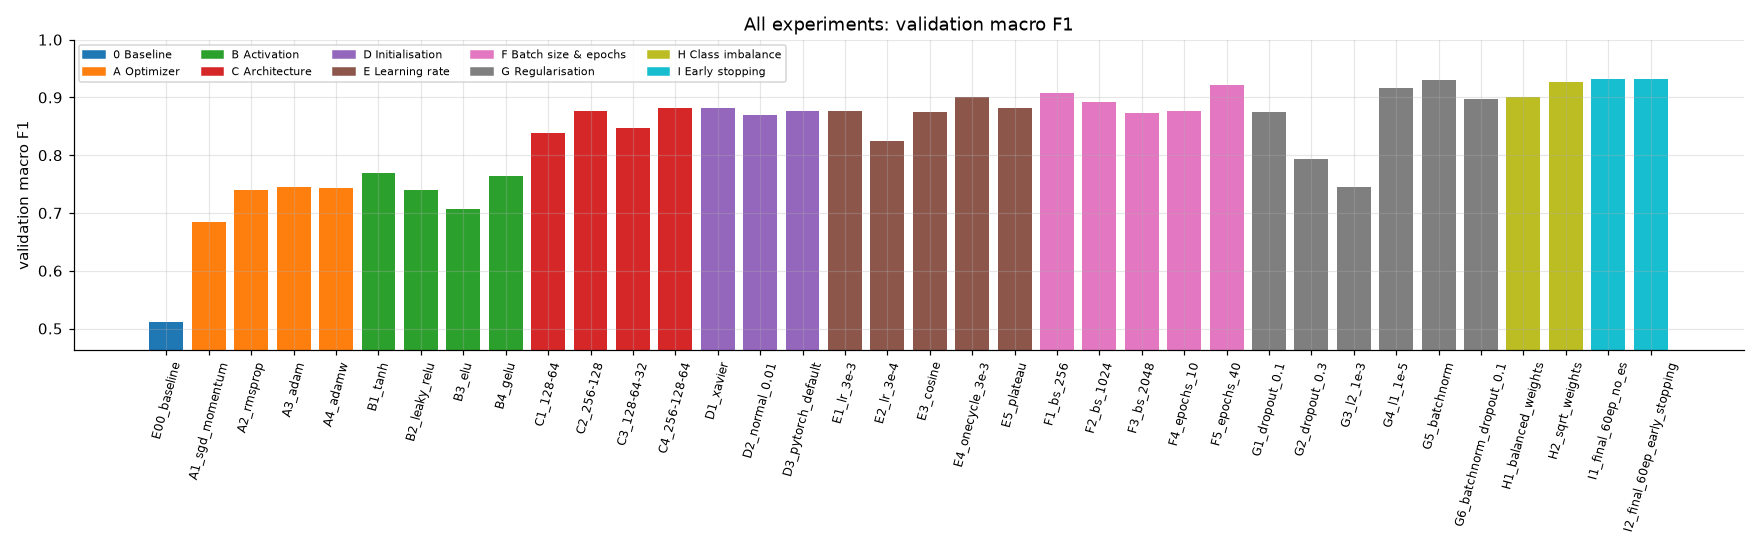 All experiments: validation macro F1
0 Baseline
A Optimizer
B Activation
C Architecture
D Initialisation
E Learning rate
F Batch size & epochs
G Regularisation
H Class imbalance
I Early stopping
validation macro F1
1.0
0.9
0.8
0.7
0.6
0.5
E00_baseline
A1_sgd_momentum
A2_rmsprop
A3_adam
A4_adamw
B1_tanh
B2_leaky_relu
B3_elu
B4_gelu
C1_128-64
C2_256-128
C3_128-64-32
C4_256-128-64
D1_xavier
D2_normal_0.01
D3_pytorch_default
E1_lr_3e-3
E2_lr_3e-4
E3_cosine
E4_onecycle_3e-3
E5_plateau
F1_bs_256
F2_bs_1024
F3_bs_2048
F4_epochs_10
F5_epochs_40
G1_dropout_0.1
G2_dropout_0.3
G3_l2_1e-3
G4_l1_1e-5
G5_batchnorm
G6_batchnorm_dropout_0.1
H1_balanced_weights
H2_sqrt_weights
I1_final_60ep_no_es
I2_final_60ep_early_stopping